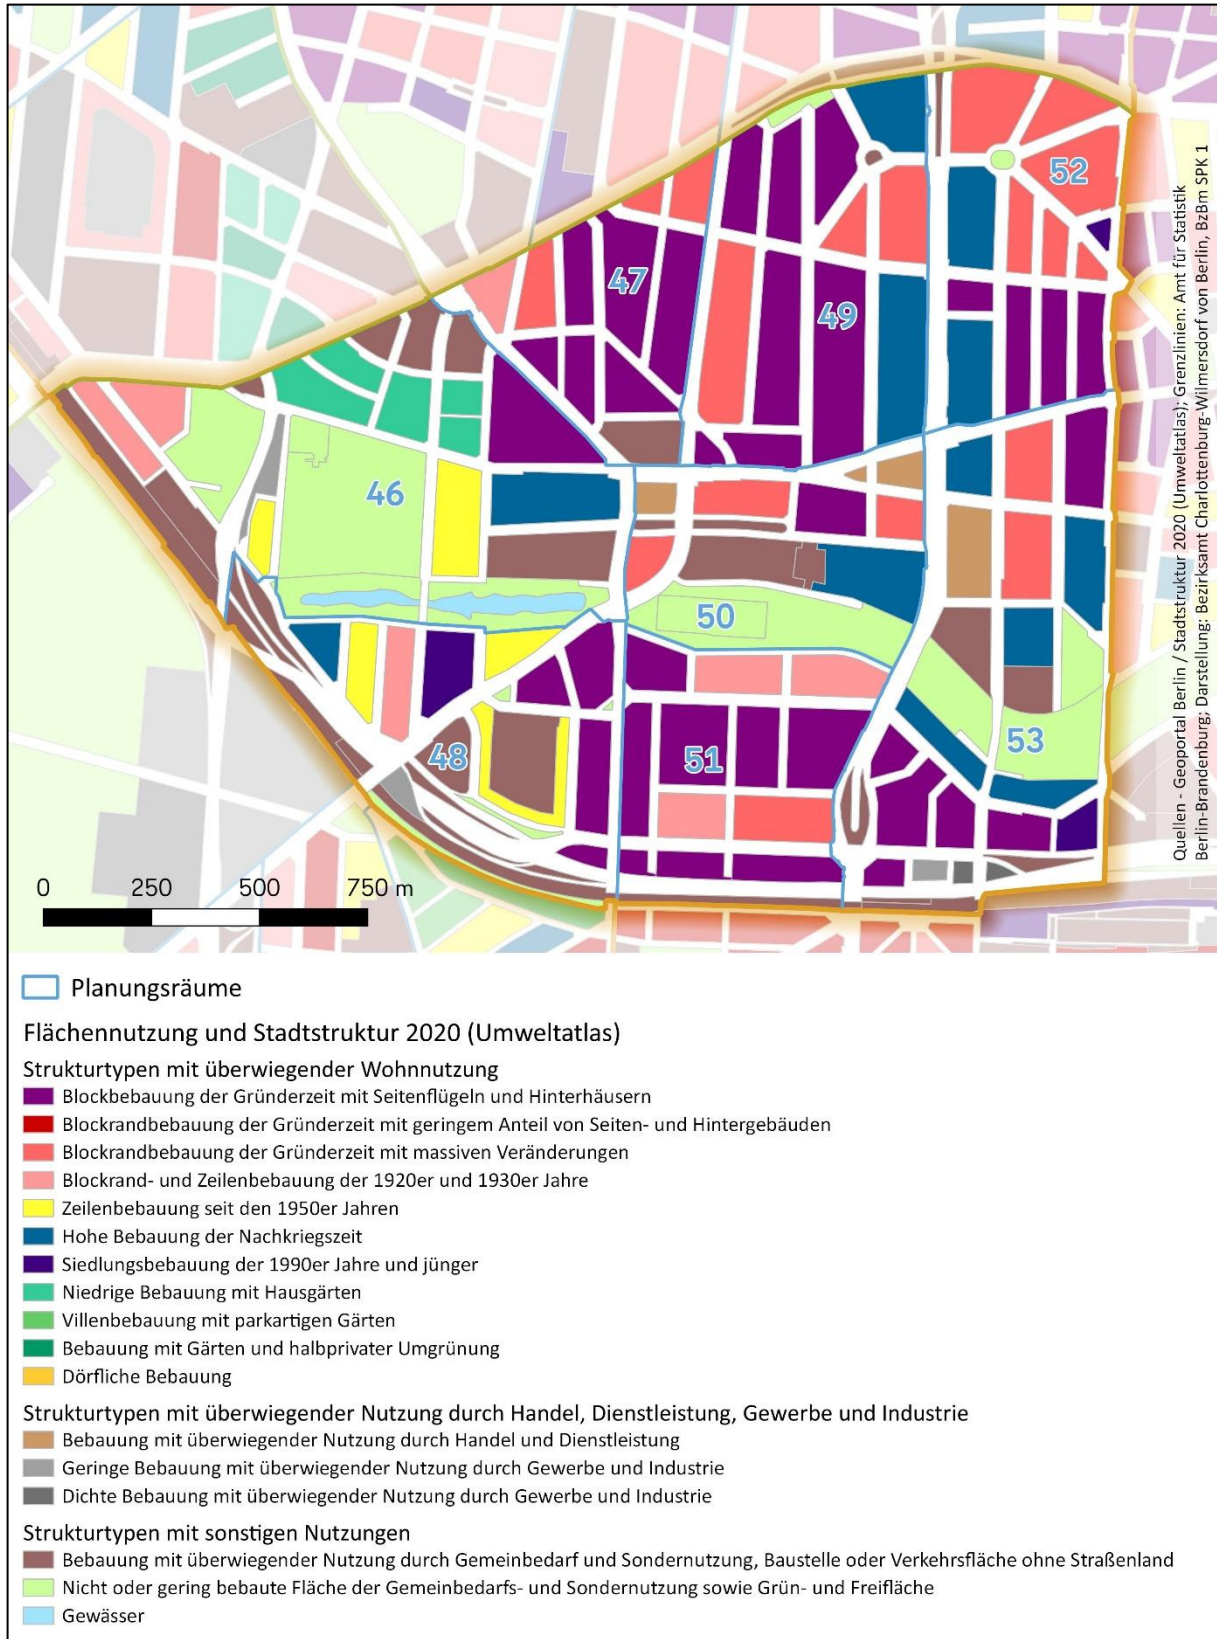 52
47
49
46
50
53
48
51
0 250 500 750 m
Quellen - Geoportal Berlin / Stadtstruktur 2020 (Umweltatlas); Grenzlinien: Amt für Statistik
Berlin-Brandenburg; Darstellung: Bezirksamt Charlottenburg-Wilmersdorf von Berlin, BzBm SPK 1
Planungsräume
Flächennutzung und Stadtstruktur 2020 (Umweltatlas)
Strukturtypen mit überwiegender Wohnnutzung
Blockbebauung der Gründerzeit mit Seitenflügeln und Hinterhäusern
Blockrandbebauung der Gründerzeit mit geringem Anteil von Seiten- und Hintergebäuden
Blockrandbebauung der Gründerzeit mit massiven Veränderungen
Blockrand- und Zeilenbebauung der 1920er und 1930er Jahre
Zeilenbebauung seit den 1950er Jahren
Hohe Bebauung der Nachkriegszeit
Siedlungsbebauung der 1990er Jahre und jünger
Niedrige Bebauung mit Hausgärten
Villenbebauung mit parkartigen Gärten
Bebauung mit Gärten und halbprivater Umgrünung
Dörfliche Bebauung
Strukturtypen mit überwiegender Nutzung durch Handel, Dienstleistung, Gewerbe und Industrie
Bebauung mit überwiegender Nutzung durch Handel und Dienstleistung
Geringe Bebauung mit überwiegender Nutzung durch Gewerbe und Industrie
Dichte Bebauung mit überwiegender Nutzung durch Gewerbe und Industrie
Strukturtypen mit sonstigen Nutzungen
Bebauung mit überwiegender Nutzung durch Gemeinbedarf und Sondernutzung, Baustelle oder Verkehrsfläche ohne Straßenland
Nicht oder gering bebaute Fläche der Gemeinbedarfs- und Sondernutzung sowie Grün- und Freifläche
Gewässer